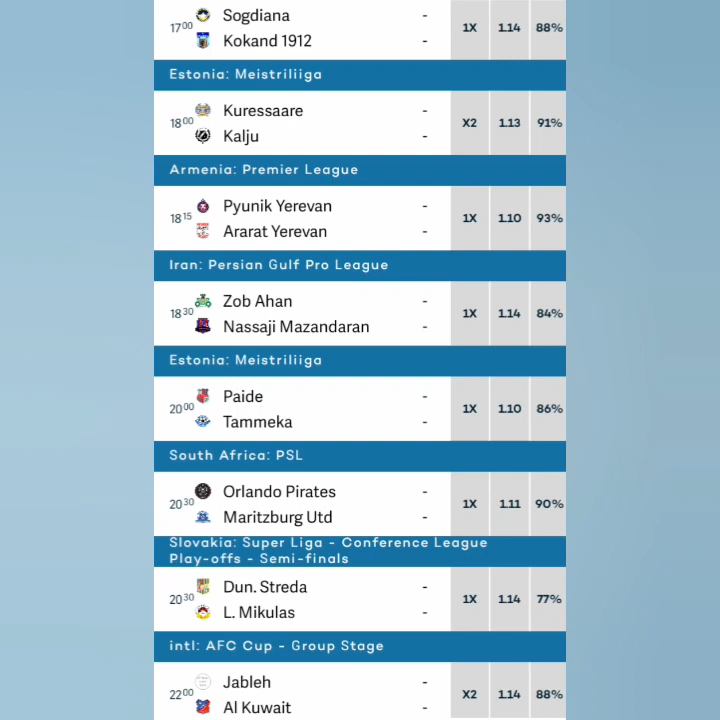 17 00 Sogdiana - 1X 1.14 88%
Kokand 1912 -
Estonia: Meistriliiga
18 00 Kuressaare - X2 1.13 91%
Kalju -
Armenia: Premier League
18 15 Pyunik Yerevan - 1X 1.10 93%
Ararat Yerevan -
Iran: Persian Gulf Pro League
18 30 Zob Ahan - 1X 1.14 84%
Nassaji Mazandaran -
Estonia: Meistriliiga
20 00 Paide - 1X 1.10 86%
Tammeka -
South Africa: PSL
20 30 Orlando Pirates - 1X 1.11 90%
Maritzburg Utd -
Slovakia: Super Liga - Conference League
Play-offs - Semi-finals
20 30 Dun. Streda - 1X 1.14 77%
L. Mikulas -
intl: AFC Cup - Group Stage
22 00 Jableh - X2 1.14 88%
Al Kuwait -